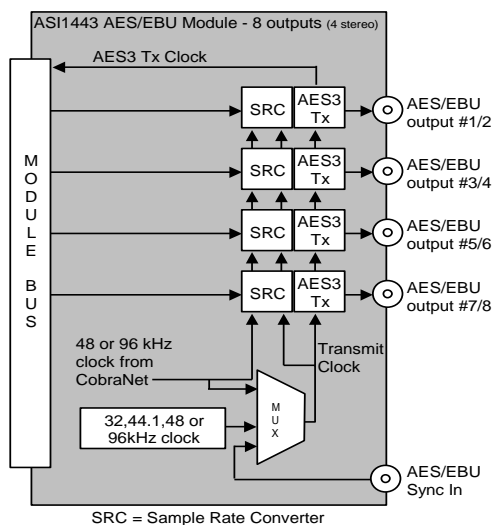 ASI1443 AES/EBU Module - 8 outputs (4 stereo)
AES3 Tx Clock
MODULE BUS
SRC
AES3
Tx
AES/EBU
output #1/2
SRC
AES3
Tx
AES/EBU
output #3/4
SRC
AES3
Tx
AES/EBU
output #5/6
SRC
AES3
Tx
AES/EBU
output #7/8
48 or 96 kHz
clock from
CobraNet
Transmit
Clock
MUX
32,44.1,48 or
96kHz clock
AES/EBU
Sync In
SRC = Sample Rate Converter